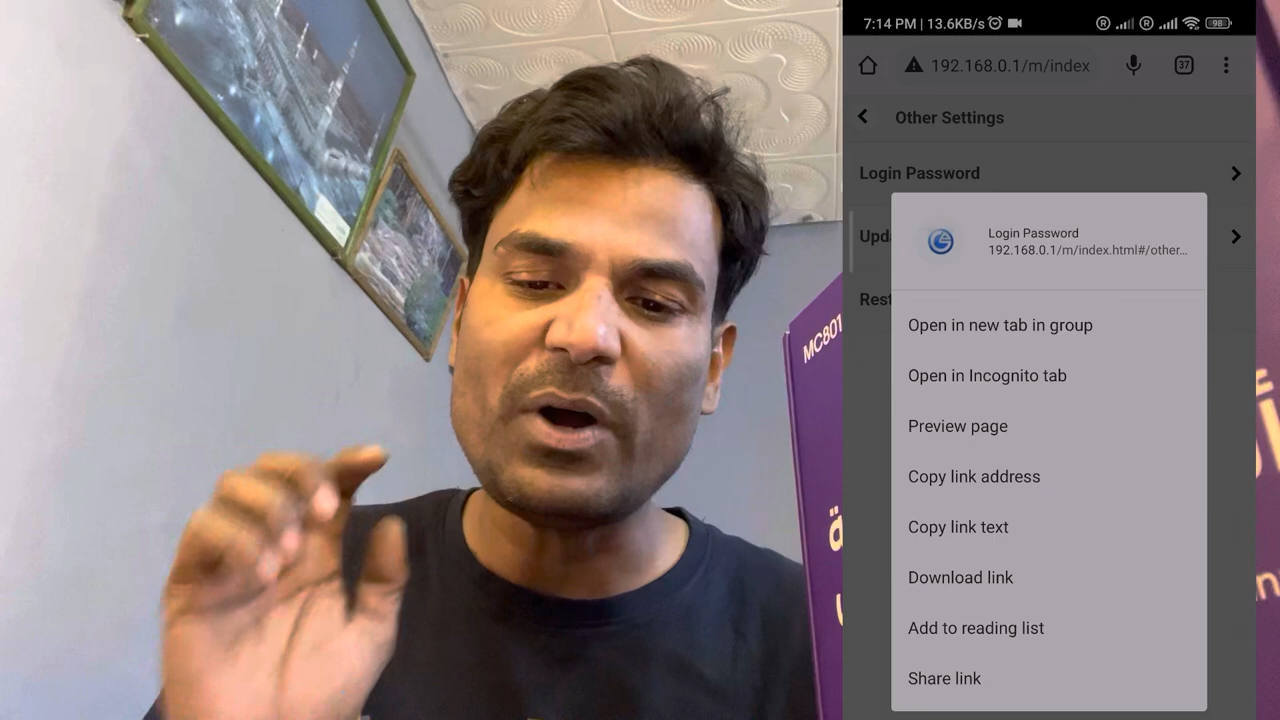 7:14 PM | 13.6KB/s
98
192.168.0.1/m/index
37
Other Settings
Login Password
Login Password
192.168.0.1/m/index.html#/other...
Open in new tab in group
Open in Incognito tab
Preview page
Copy link address
Copy link text
Download link
Add to reading list
Share link
MC801